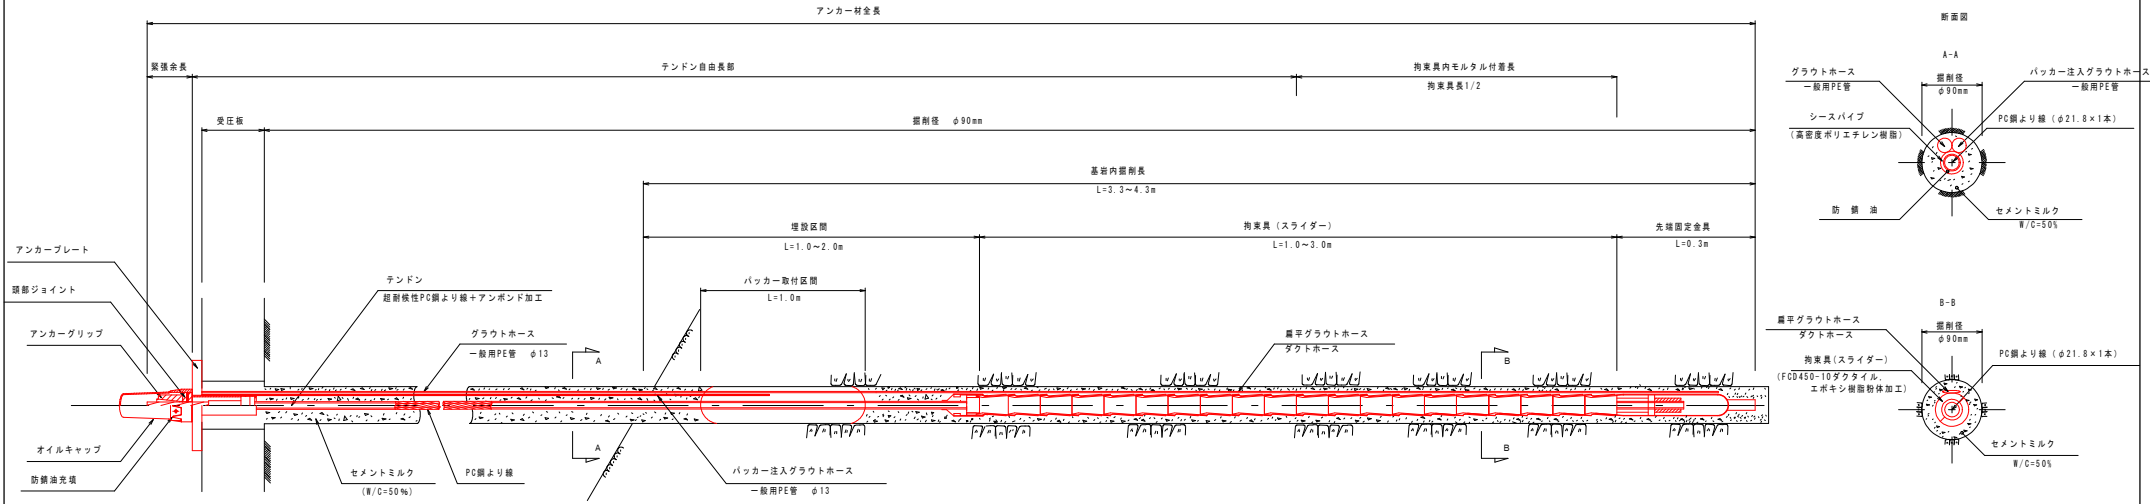 アンカー材全長
緊張余長
テンドン自由長部
拘束具内モルタル付着長
拘束具長1/2
受圧板
掘削径 φ90mm
基岩内掘削長
L=3.3~4.3m
埋設区間
L=1.0~2.0m
拘束具(スライダー)
L=1.0~3.0m
先端固定金具
L=0.3m
パッカー取付区間
L=1.0m
アンカープレート
頭部ジョイント
アンカーグリップ
オイルキャップ
防錆油充填
テンドン
超耐候性PC鋼より線+アンボンド加工
グラウトホース
一般用PE管 φ13
扁平グラウトホース
ダクトホース
A
A
B
B
セメントミルク
(W/C=50%)
PC鋼より線
パッカー注入グラウトホース
一般用PE管 φ13
断面図
A-A
グラウトホース
一般用PE管
掘削径
φ90mm
パッカー注入グラウトホース
一般用PE管
シースパイプ
(高密度ポリエチレン樹脂)
PC鋼より線(φ21.8×1本)
防錆油
セメントミルク
W/C=50%
B-B
扁平グラウトホース
ダクトホース
掘削径
φ90mm
拘束具(スライダー)
(FCD450-10ダクタイル,
エポキシ樹脂粉体加工)
PC鋼より線(φ21.8×1本)
セメントミルク
W/C=50%